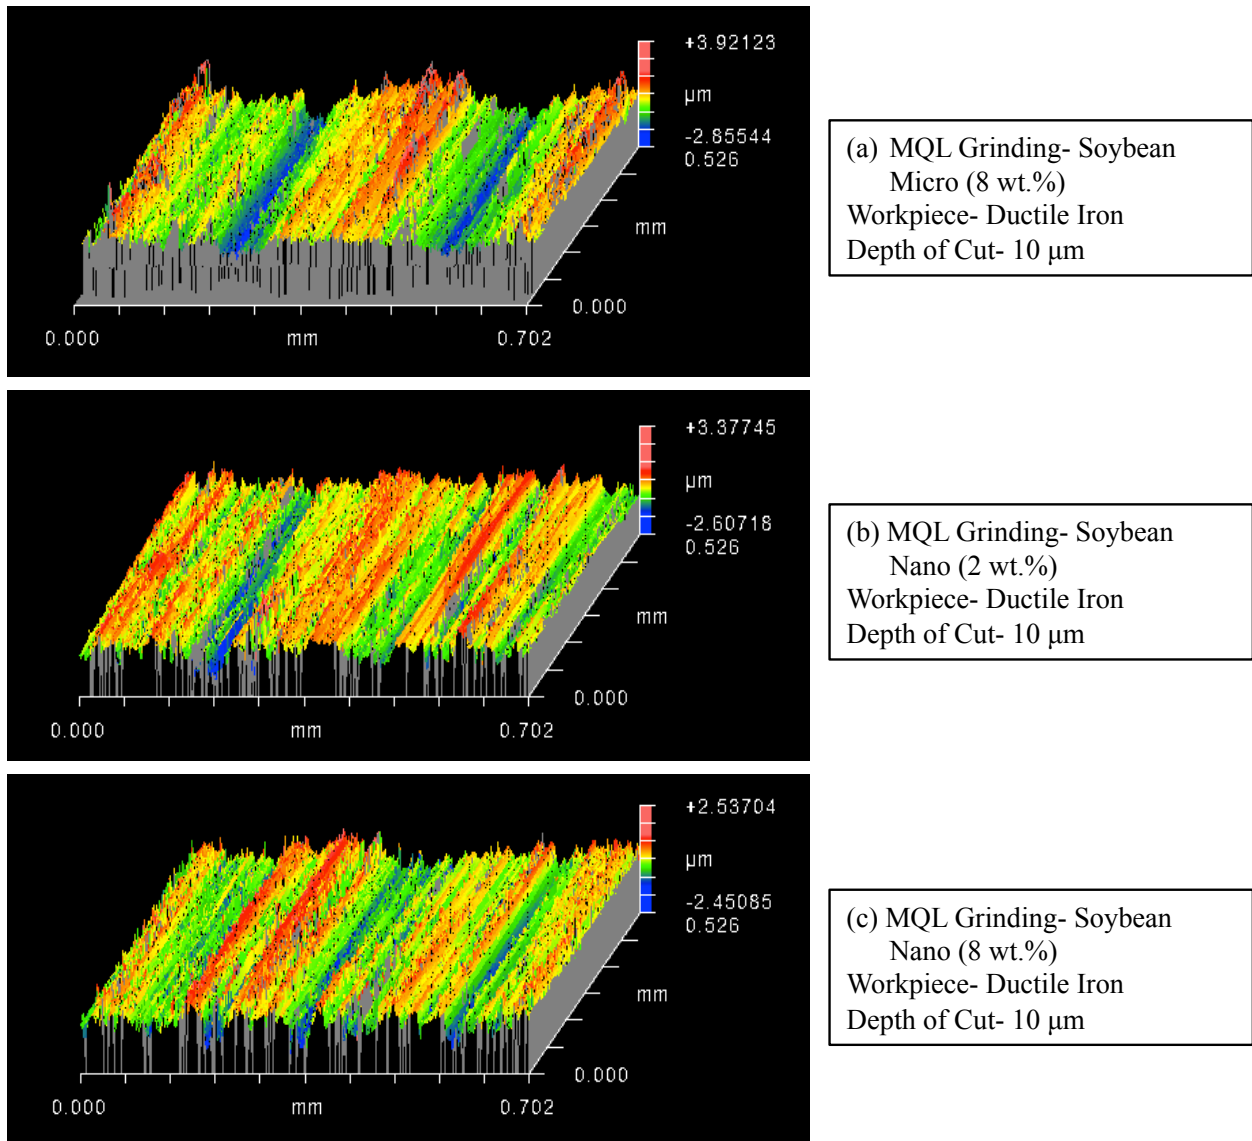 +3.92123
µm
-2.85544
0.526
mm
0.000
0.000 mm 0.702
(a) MQL Grinding- Soybean
Micro (8 wt.%)
Workpiece- Ductile Iron
Depth of Cut- 10 µm
+3.37745
µm
-2.60718
0.526
mm
0.000
0.000 mm 0.702
(b) MQL Grinding- Soybean
Nano (2 wt.%)
Workpiece- Ductile Iron
Depth of Cut- 10 µm
+2.53704
µm
-2.45085
0.526
mm
0.000
0.000 mm 0.702
(c) MQL Grinding- Soybean
Nano (8 wt.%)
Workpiece- Ductile Iron
Depth of Cut- 10 µm